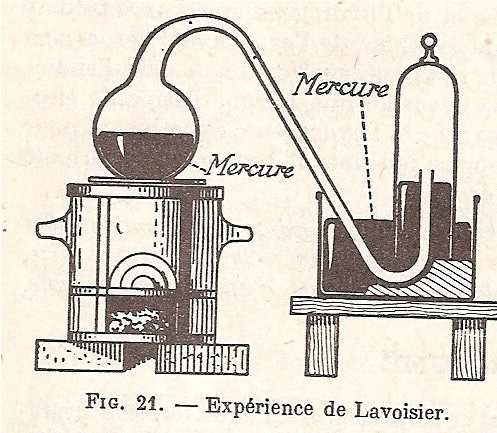 Mercure
Mercure
FIG. 21. — Expérience de Lavoisier.